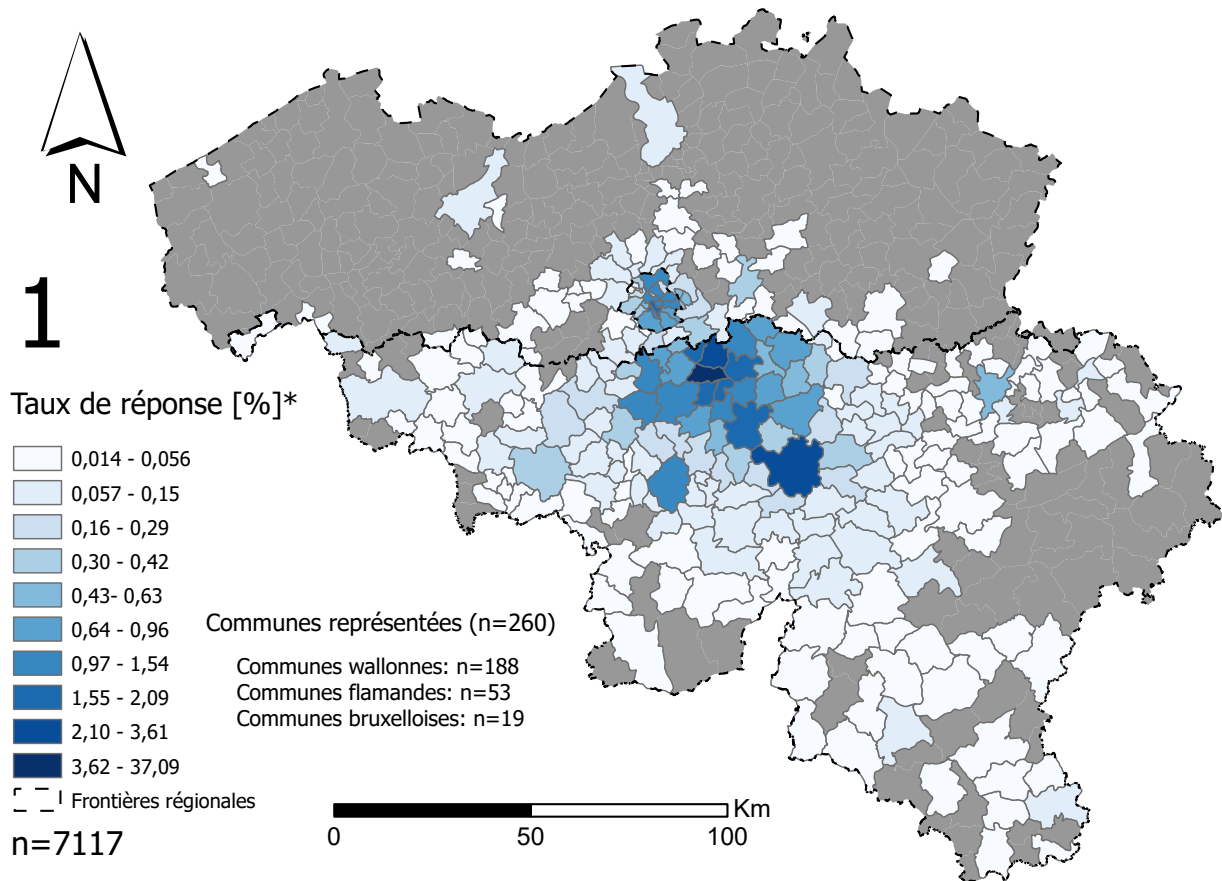 N
1
Taux de réponse [%]*
0,014 - 0,056
0,057 - 0,15
0,16 - 0,29
0,30 - 0,42
0,43- 0,63
0,64 - 0,96
0,97 - 1,54
1,55 - 2,09
2,10 - 3,61
3,62 - 37,09
Frontières régionales
n=7117
Communes représentées (n=260)
Communes wallonnes: n=188
Communes flamandes: n=53
Communes bruxelloises: n=19
Km
0 50 100